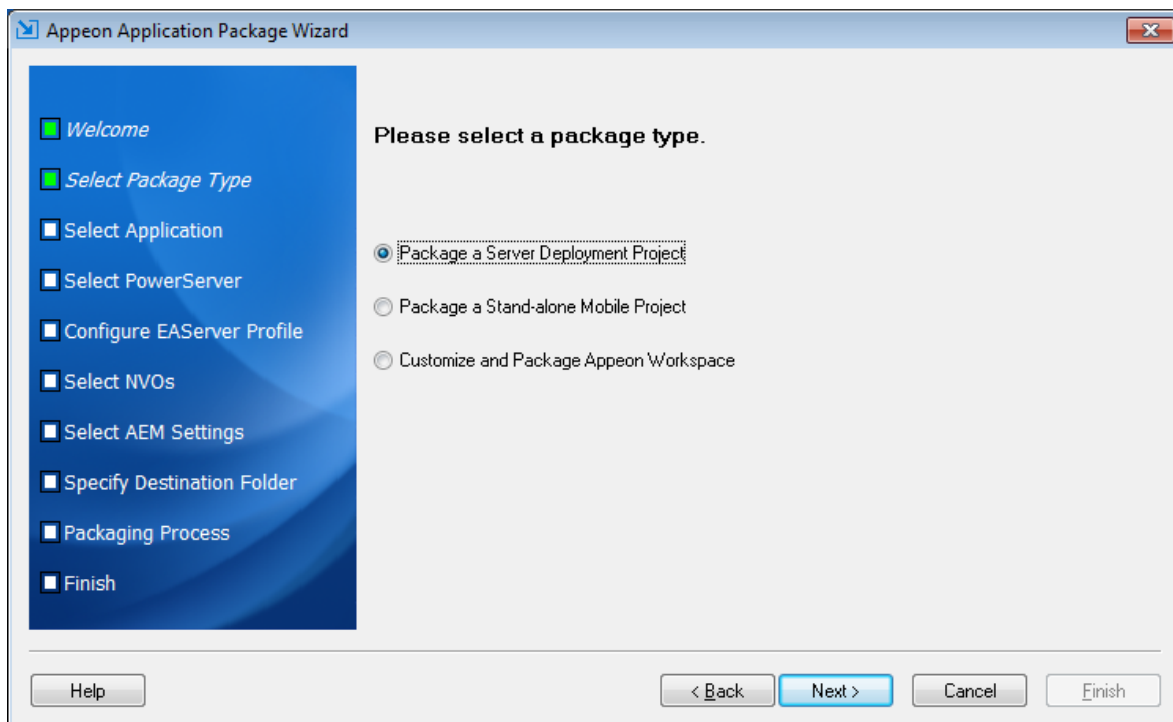 Appeon Application Package Wizard
Welcome
Select Package Type
Select Application
Select PowerServer
Configure EAServer Profile
Select NVOs
Select AEM Settings
Specify Destination Folder
Packaging Process
Finish
Please select a package type.
Package a Server Deployment Project
Package a Stand-alone Mobile Project
Customize and Package Appeon Workspace
Help
< Back
Next >
Cancel
Finish